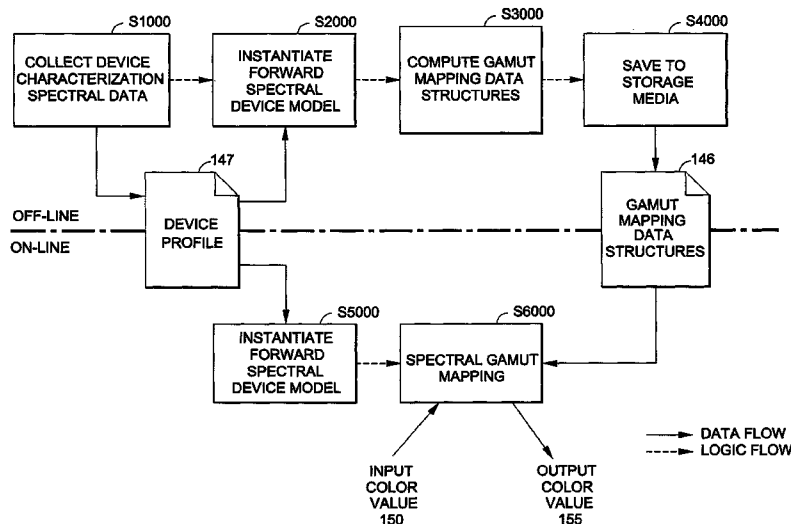 S1000
COLLECT DEVICE
CHARACTERIZATION
SPECTRAL DATA
S2000
INSTANTIATE
FORWARD
SPECTRAL
DEVICE MODEL
S3000
COMPUTE GAMUT
MAPPING DATA
STRUCTURES
S4000
SAVE TO
STORAGE
MEDIA
147
DEVICE
PROFILE
146
GAMUT
MAPPING
DATA
STRUCTURES
OFF-LINE
ON-LINE
S5000
INSTANTIATE
FORWARD
SPECTRAL
DEVICE MODEL
S6000
SPECTRAL GAMUT
MAPPING
INPUT
COLOR
VALUE
150
OUTPUT
COLOR
VALUE
155
DATA FLOW
LOGIC FLOW